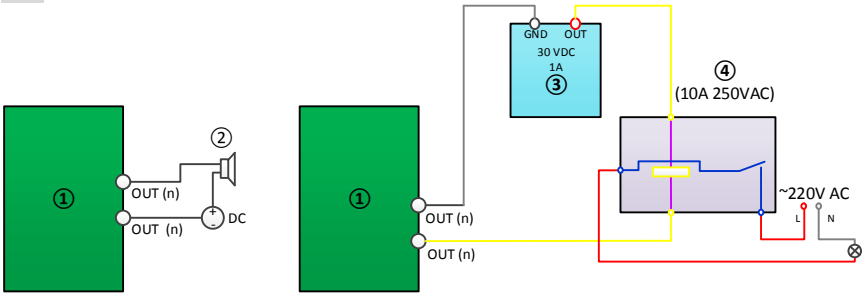 ①
OUT (n)
OUT (n)
②
+
-
DC
①
OUT (n)
OUT (n)
GND OUT
30 VDC
1A
③
④
(10A 250VAC)
~220V AC
L N